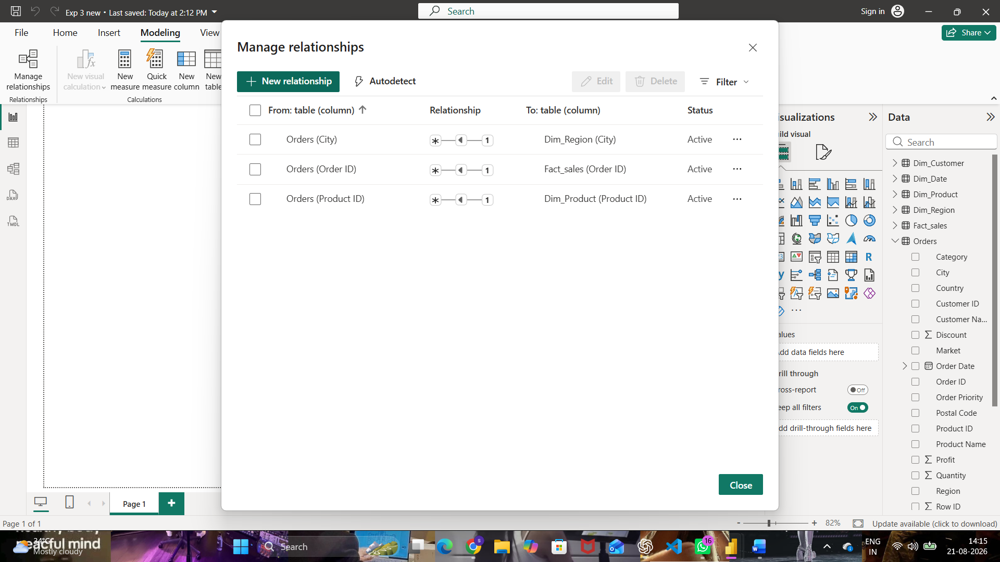 Exp 3 new • Last saved: Today at 2:12 PM
Search
Sign in
File
Home
Insert
Modeling
View
Share
Manage relationships
New visual calculation
New measure
Quick measure
New column
New table
Relationships
Calculations
Manage relationships
New relationship
Autodetect
Edit
Delete
Filter
From: table (column)
Relationship
To: table (column)
Status
Orders (City)
* 1
Dim_Region (City)
Active
Orders (Order ID)
* 1
Fact_sales (Order ID)
Active
Orders (Product ID)
* 1
Dim_Product (Product ID)
Active
Close
DAX
TMDL
isualizations
ild visual
R
y
alues
dd data fields here
rill through
ross-report
Off
eep all filters
On
dd drill-through fields here
Data
Search
Dim_Customer
Dim_Date
Dim_Product
Dim_Region
Fact_sales
Orders
Category
City
Country
Customer ID
Customer Na...
Discount
Market
Order Date
Order ID
Order Priority
Postal Code
Product ID
Product Name
Profit
Quantity
Region
Row ID
Page 1
Page 1 of 1
82%
Update available (click to download)
34°C
Mostly cloudy
peaceful mind
Search
16
ENG
IN
14:15
21-08-2026